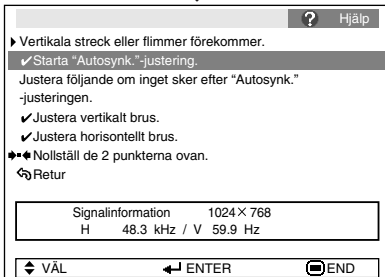 ? Hjälp
Vertikala streck eller flimmer förekommer.
✔Starta “Autosynk.”-justering.
Justera följande om inget sker efter “Autosynk.”
-justeringen.
✔Justera vertikalt brus.
✔Justera horisontellt brus.
Nollställ de 2 punkterna ovan.
Retur
Signalinformation 1024×768
H 48.3 kHz / V 59.9 Hz
VÄL ENTER END